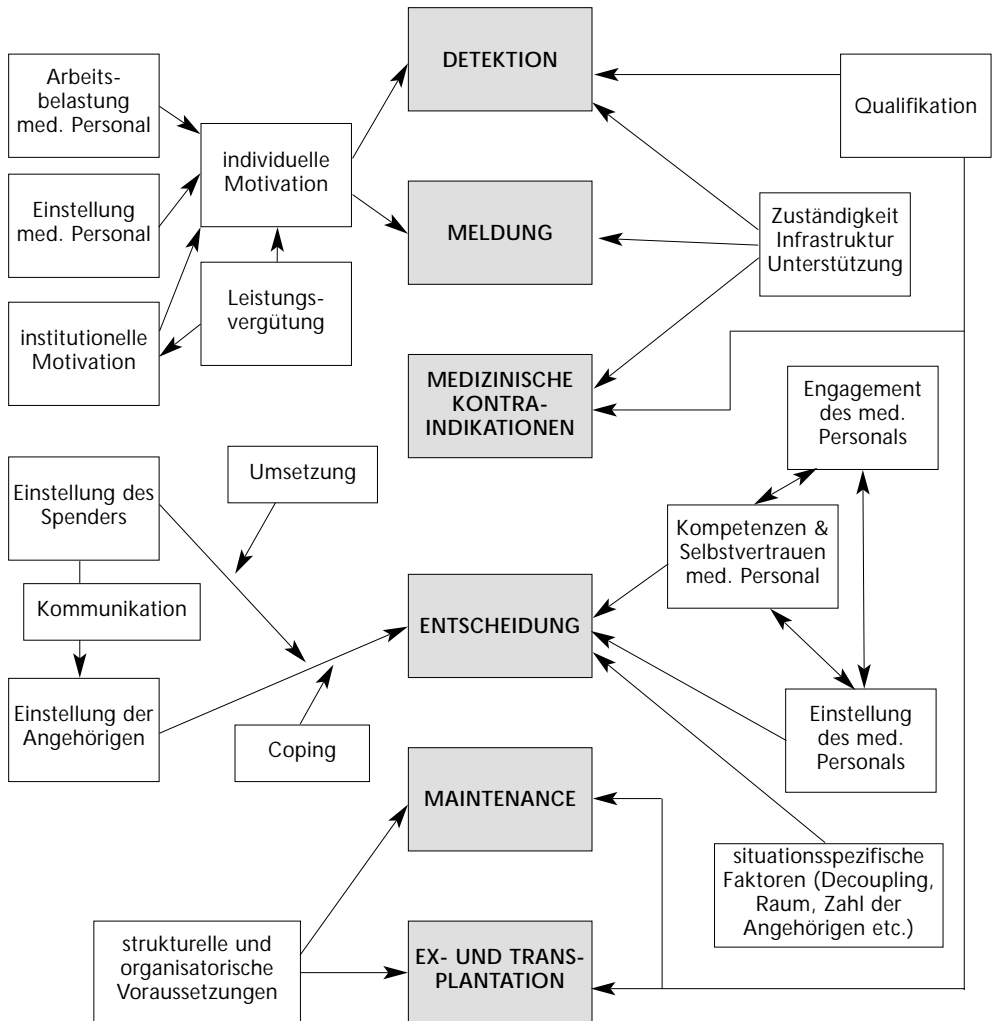 DETEKTION
Arbeits-
belastung
med. Personal
Qualifikation
individuelle
Motivation
Einstellung
med. Personal
MELDUNG
Zuständigkeit
Infrastruktur
Unterstützung
Leistungs-
vergütung
institutionelle
Motivation
MEDIZINISCHE
KONTRA-
INDIKATIONEN
Engagement
des med.
Personals
Umsetzung
Einstellung des
Spenders
Kompetenzen &
Selbstvertrauen
med. Personal
Kommunikation
ENTSCHEIDUNG
Einstellung der
Angehörigen
Coping
Einstellung
des med.
Personals
MAINTENANCE
situationsspezifische
Faktoren (Decoupling,
Raum, Zahl der
Angehörigen etc.)
strukturelle und
organisatorische
Voraussetzungen
EX- UND TRANS-
PLANTATION